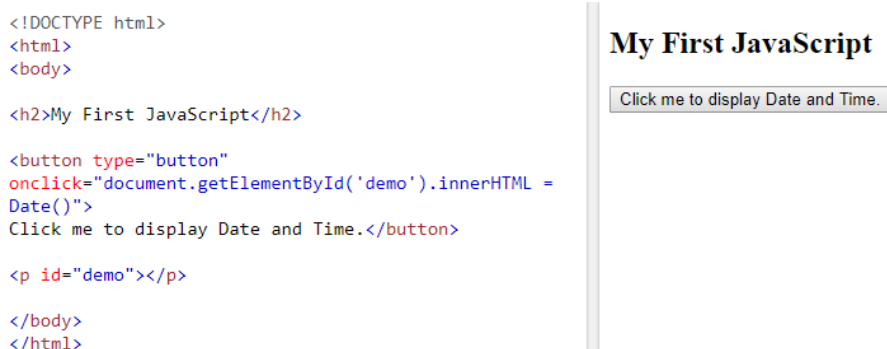 <!DOCTYPE html>
<html>
<body>
<h2>My First JavaScript</h2>
<button type="button"
onclick="document.getElementById('demo').innerHTML =
Date()">
Click me to display Date and Time.</button>
<p id="demo"></p>
</body>
</html>
My First JavaScript
Click me to display Date and Time.